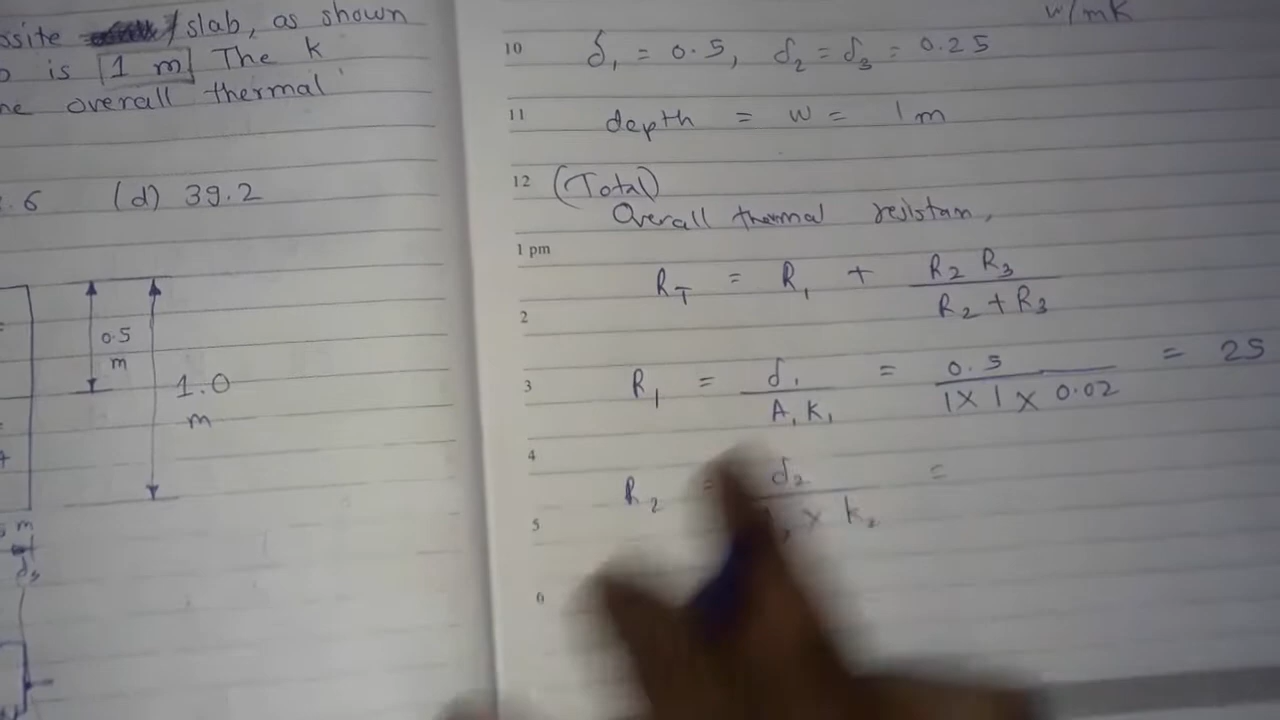 slab, as shown
is 1 m The k
overall thermal
.6 (d) 39.2
0.5
m
1.0
m
m
δ3
w/mk
10 δ1 = 0.5, δ2 = δ3 = 0.25
11 depth = w = 1m
12 (Total)
Overall thermal resistan,
1 pm
RT = R1 + R2 R3 / R2 + R3
2
3 R1 = δ1 / A1 K1 = 0.5 / 1 x 1 x 0.02 = 25
4
R2 = δ2 / x K2 =
5
6